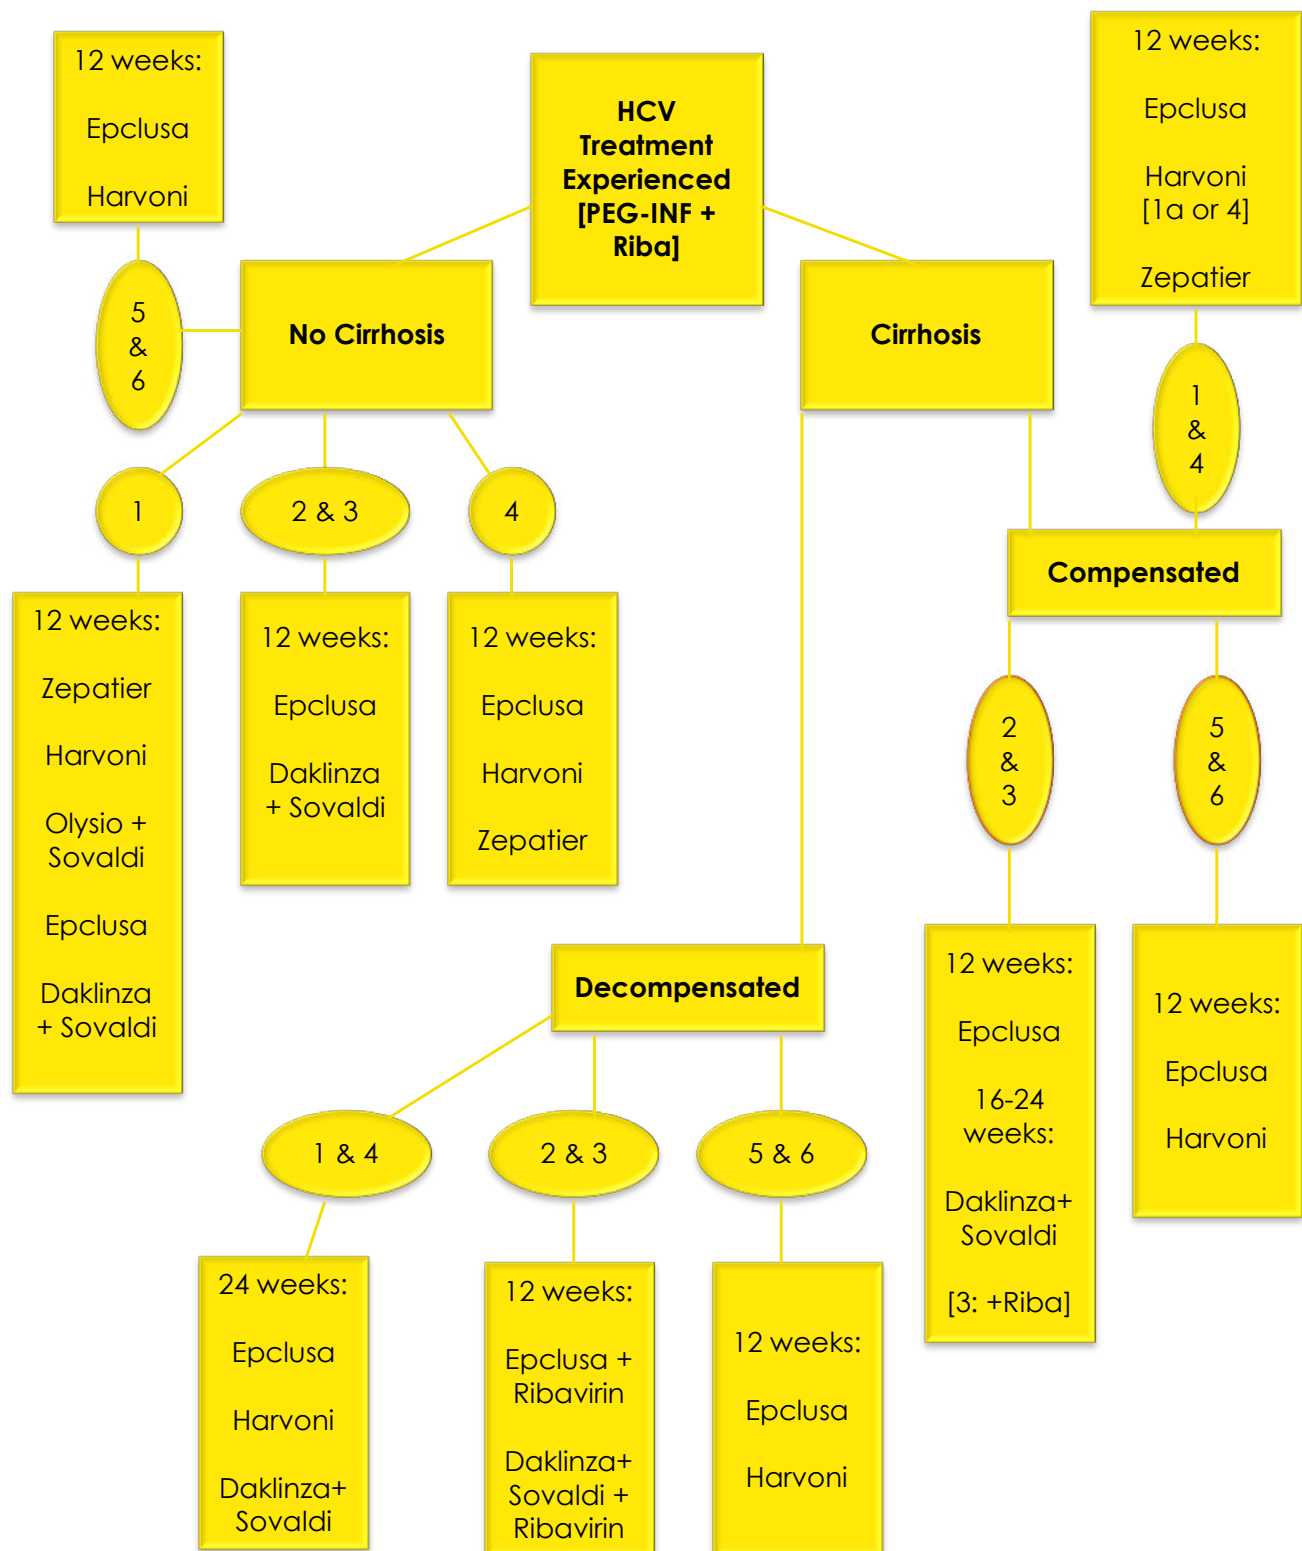 12 weeks:
Epclusa
Harvoni
HCV
Treatment
Experienced
[PEG-INF +
Riba]
12 weeks:
Epclusa
Harvoni
[1a or 4]
Zepatier
5
&
6
No Cirrhosis
Cirrhosis
1
&
4
1
2 & 3
4
Compensated
12 weeks:
Zepatier
Harvoni
Olysio +
Sovaldi
Epclusa
Daklinza
+ Sovaldi
12 weeks:
Epclusa
Daklinza
+ Sovaldi
12 weeks:
Epclusa
Harvoni
Zepatier
2
&
3
5
&
6
Decompensated
12 weeks:
Epclusa
16-24
weeks:
Daklinza+
Sovaldi
[3: +Riba]
12 weeks:
Epclusa
Harvoni
1 & 4
2 & 3
5 & 6
24 weeks:
Epclusa
Harvoni
Daklinza+
Sovaldi
12 weeks:
Epclusa +
Ribavirin
Daklinza+
Sovaldi +
Ribavirin
12 weeks:
Epclusa
Harvoni